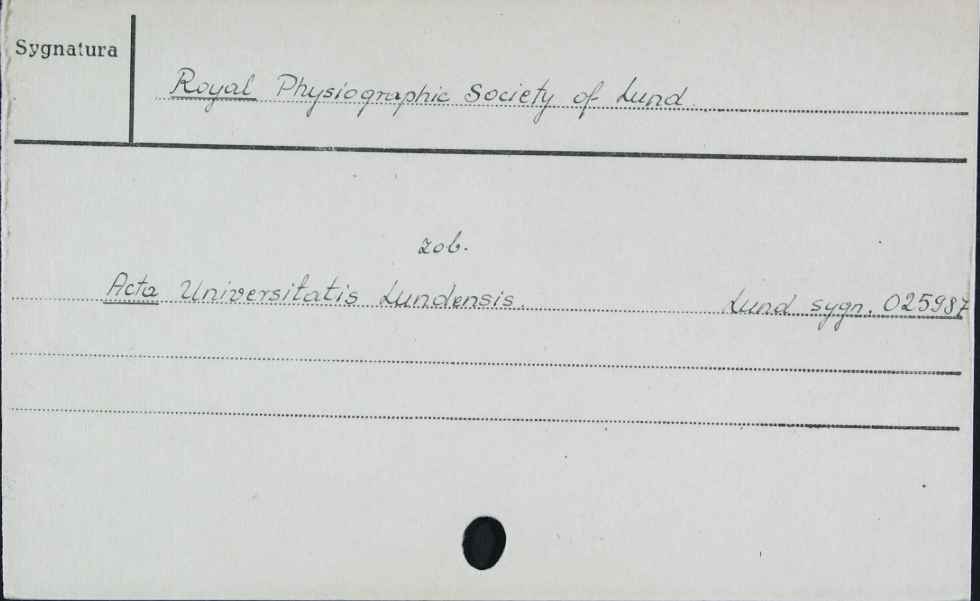 Sygnatura
Royal Physiographic Society of Lund
zob.
Acta Universitatis Lundensis. Lund sygn. 025987